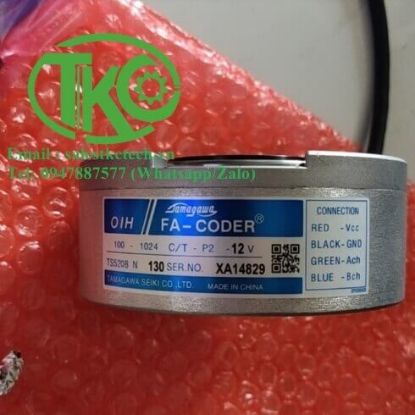 TKC
Tel: 0947887577 (Whatsapp/Zalo)
OIH
Tamagawa
FA-CODER®
100 - 1024 C/T - P2 -12 V
TS5208 N 130 SER.NO. XA14829
TAMAGAWA SEIKI CO.,LTD. MADE IN CHINA
CONNECTION
RED -Vcc
BLACK-GND
GREEN-Ach
BLUE -Bch